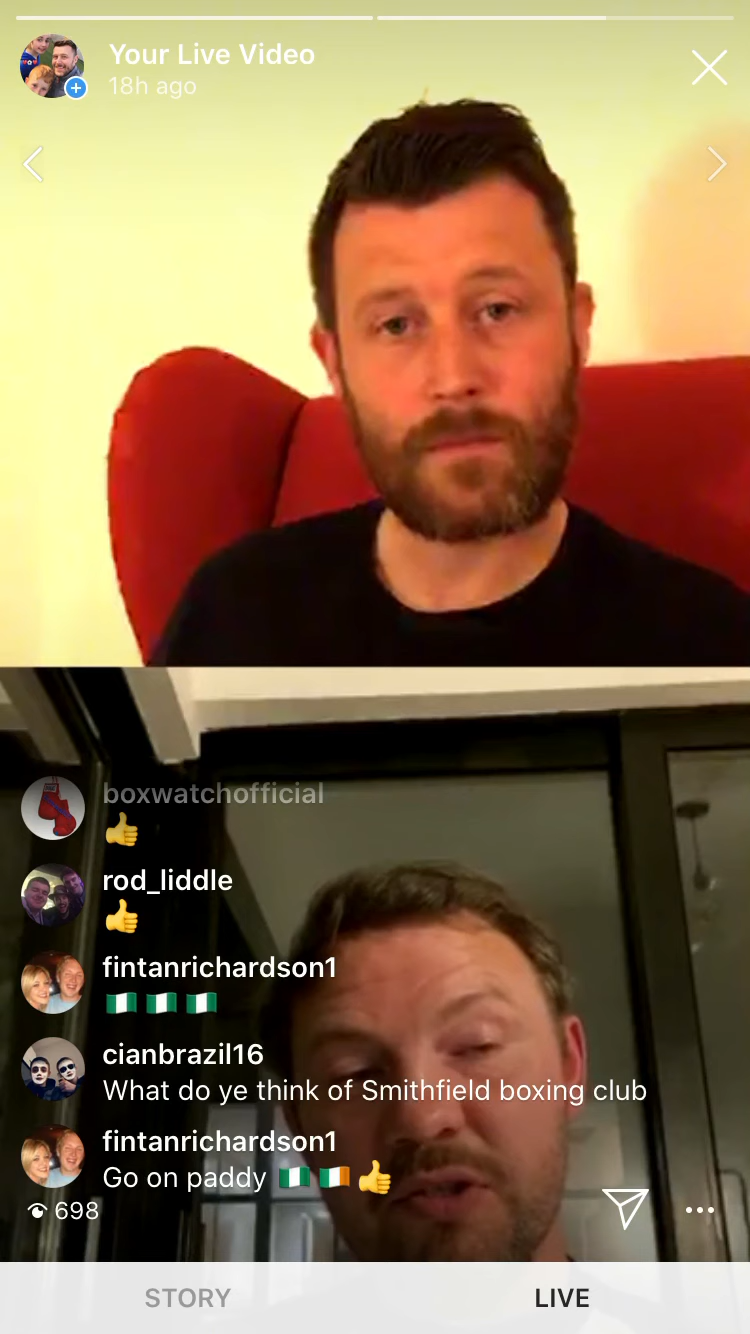 Your Live Video
18h ago
boxwatchofficial
👍
rod_liddle
👍
fintanrichardson1
🇳🇬 🇳🇬 🇳🇬
cianbrazil16
What do ye think of Smithfield boxing club
fintanrichardson1
Go on paddy 🇳🇬 🇮🇪 👍
698
STORY
LIVE